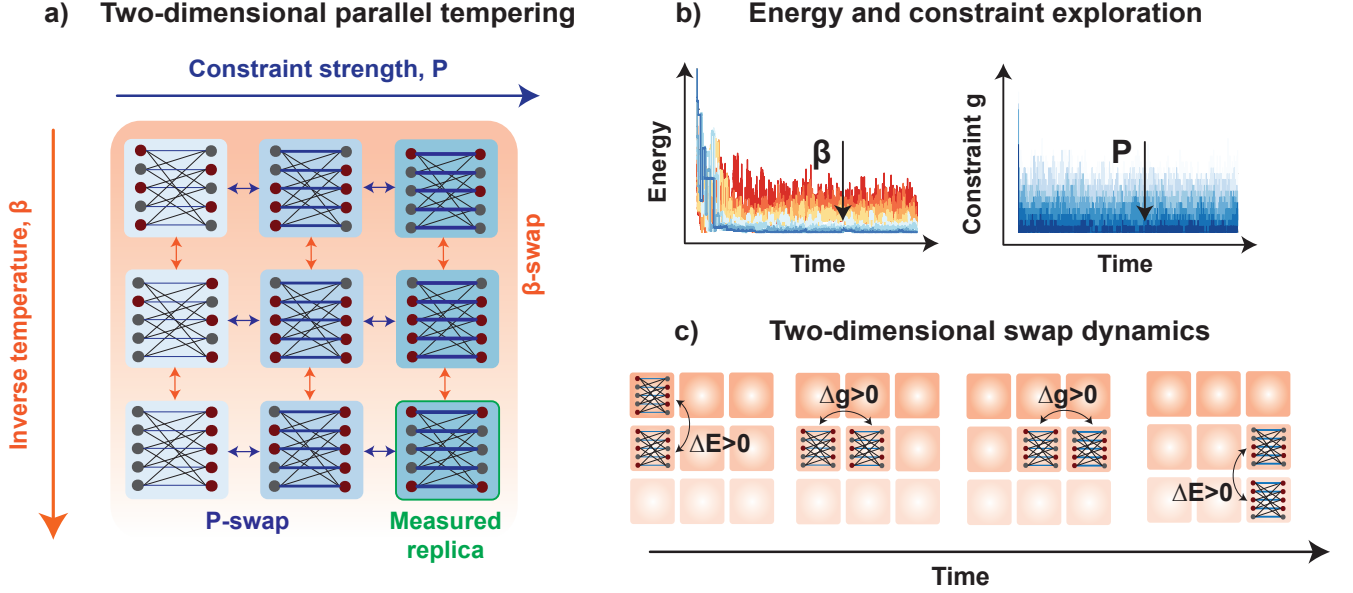 a) Two-dimensional parallel tempering
Constraint strength, P
Inverse temperature, β
β-swap
P-swap
Measured
replica
b) Energy and constraint exploration
Energy
β
Time
Constraint g
P
Time
c) Two-dimensional swap dynamics
ΔE>0
Δg>0
Δg>0
ΔE>0
Time